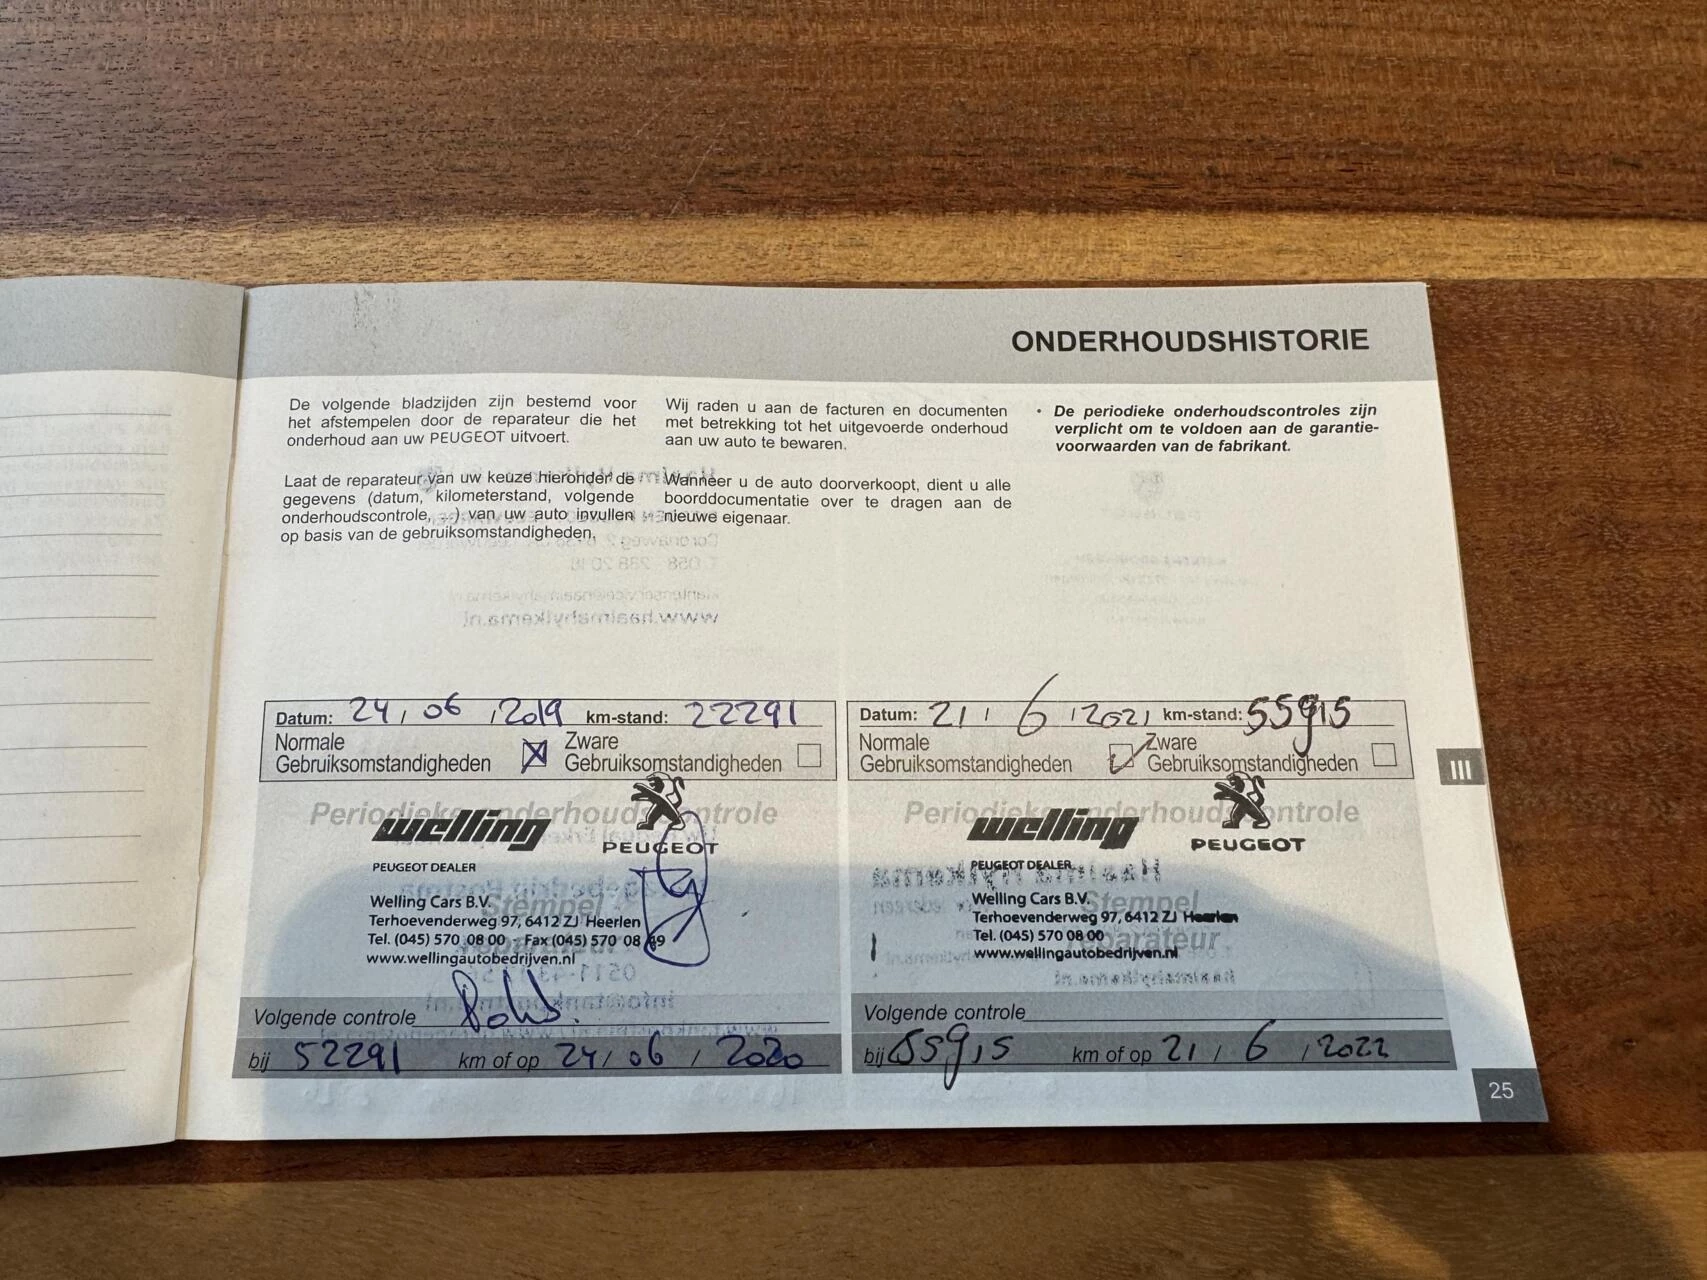 ONDERHOUDSHISTORIE
De volgende bladzijden zijn bestemd voor
het afstempelen door de reparateur die het
onderhoud aan uw PEUGEOT uitvoert.
Laat de reparateur van uw keuze hieronder de
gegevens (datum, kilometerstand, volgende
onderhoudscontrole, ...) van uw auto invullen
op basis van de gebruiksomstandigheden.
Wij raden u aan de facturen en documenten
met betrekking tot het uitgevoerde onderhoud
aan uw auto te bewaren.
Wanneer u de auto doorverkoopt, dient u alle
boorddocumentatie over te dragen aan de
nieuwe eigenaar.
• De periodieke onderhoudscontroles zijn
verplicht om te voldoen aan de garantie-
voorwaarden van de fabrikant.
Datum: 24 / 06 / 2019 km-stand: 22291
Normale
Gebruiksomstandigheden
Zware
Gebruiksomstandigheden
Periodieke onderhoudscontrole
welling
PEUGEOT
PEUGEOT DEALER
Stempel
reparateur
Welling Cars B.V.
Terhoevenderweg 97, 6412 ZJ Heerlen
Tel. (045) 570 08 00 - Fax (045) 570 08 49
www.wellingautobedrijven.nl
Volgende controle
bij 52291 km of op 24 / 06 / 2020
Datum: 21 / 6 / 2021 km-stand: 55915
Normale
Gebruiksomstandigheden
Zware
Gebruiksomstandigheden
Periodieke onderhoudscontrole
welling
PEUGEOT
PEUGEOT DEALER
Stempel
reparateur
Welling Cars B.V.
Terhoevenderweg 97, 6412 ZJ Heerlen
Tel. (045) 570 08 00
www.wellingautobedrijven.nl
Volgende controle
bij 55915 km of op 21 / 6 / 2022
III
25